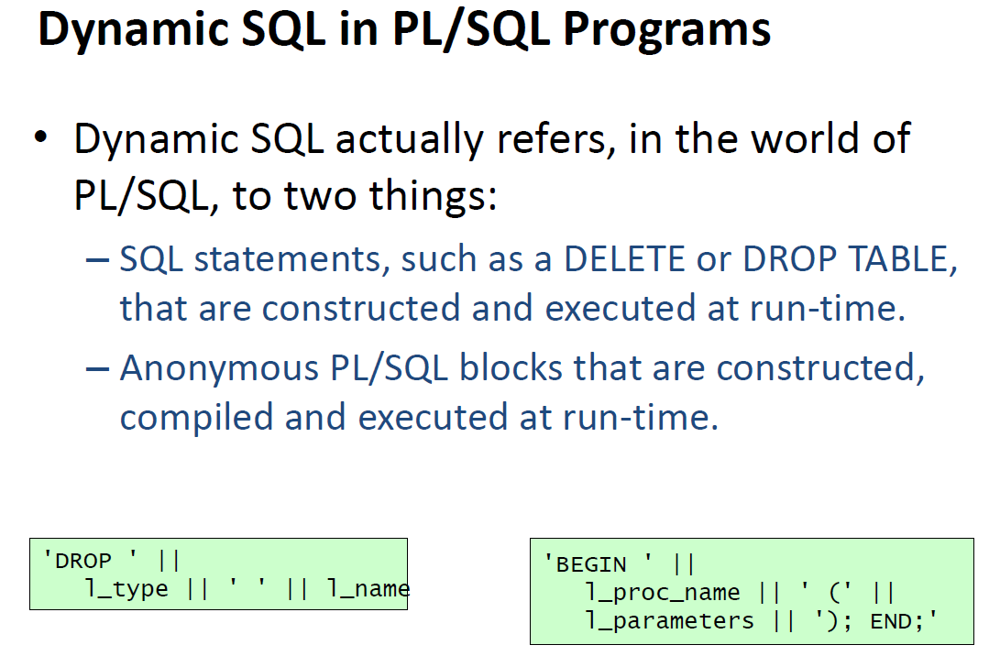 Dynamic SQL in PL/SQL Programs
• Dynamic SQL actually refers, in the world of
PL/SQL, to two things:
– SQL statements, such as a DELETE or DROP TABLE,
that are constructed and executed at run-time.
– Anonymous PL/SQL blocks that are constructed,
compiled and executed at run-time.
'DROP ' ||
l_type || ' ' || l_name
'BEGIN ' ||
l_proc_name || ' (' ||
l_parameters || '); END;'